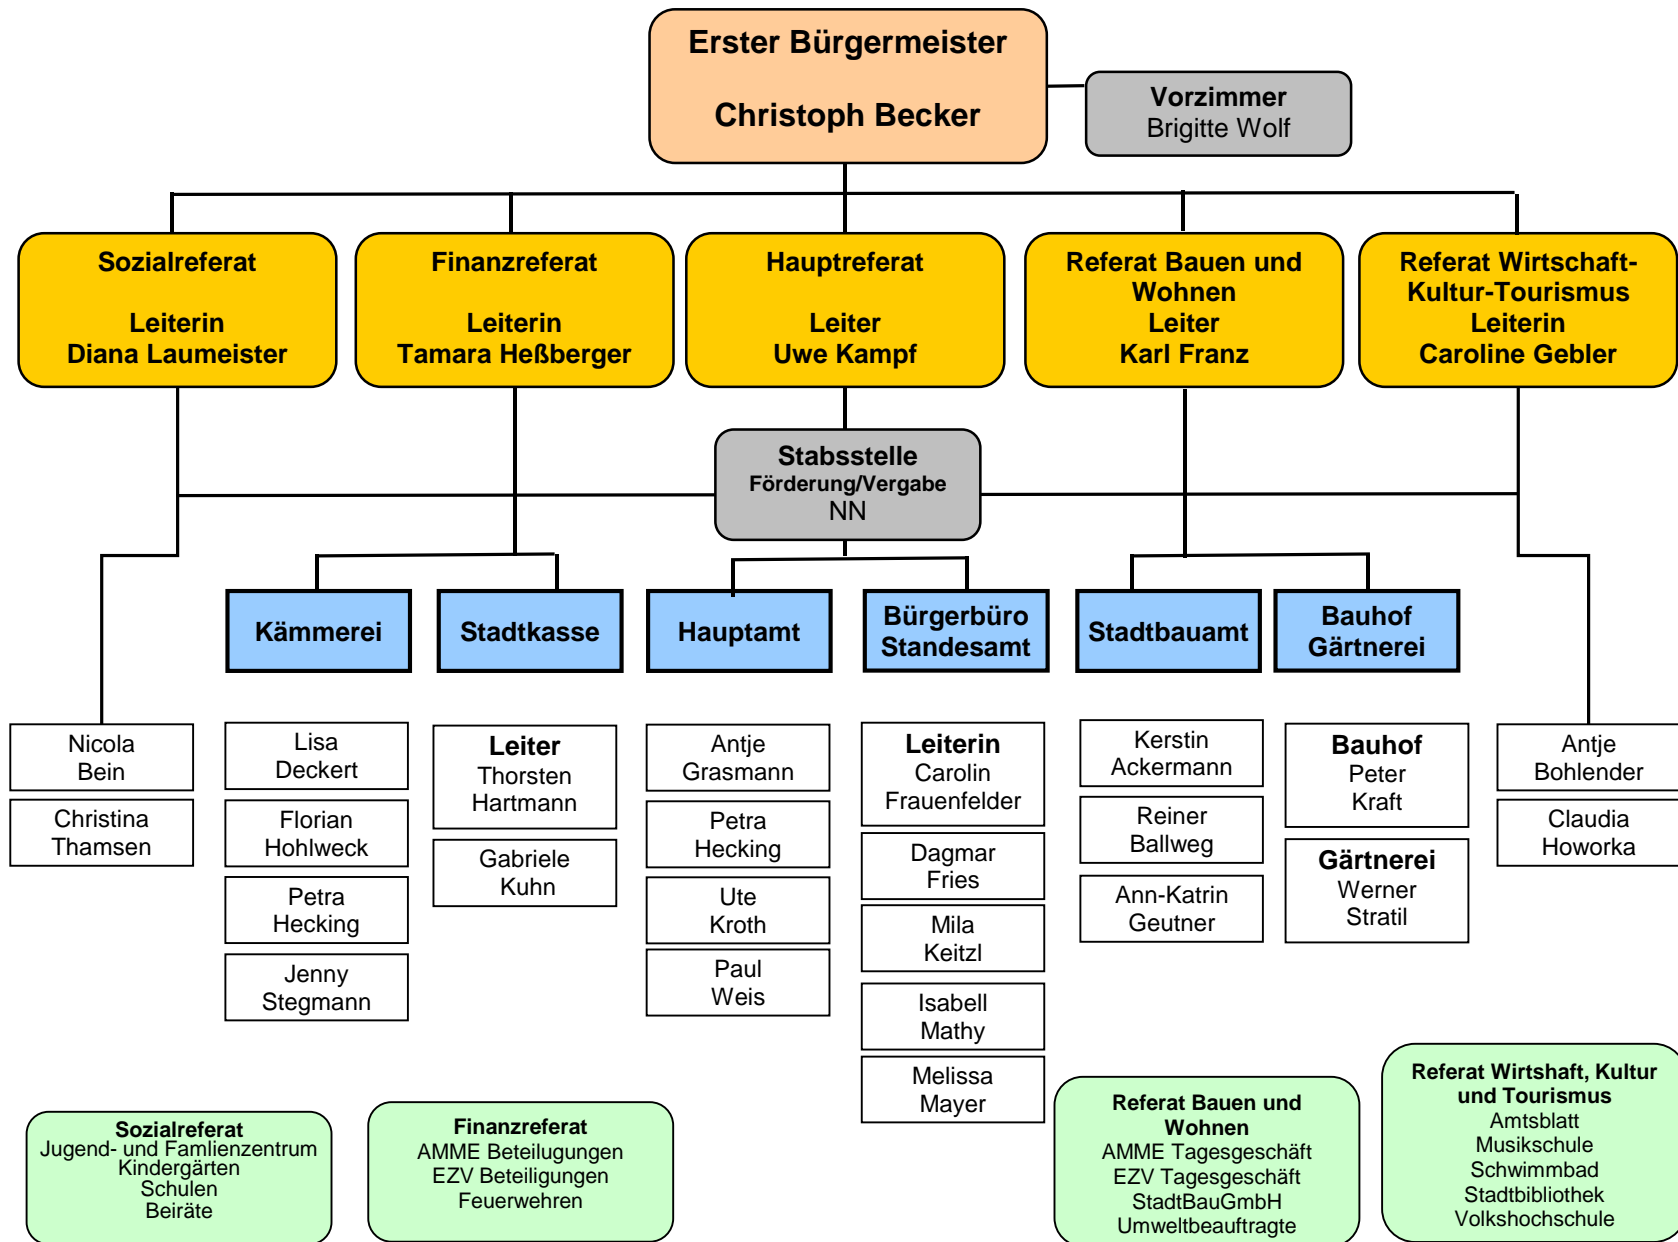 Erster Bürgermeister
Christoph Becker
Vorzimmer
Brigitte Wolf
Sozialreferat
Leiterin
Diana Laumeister
Finanzreferat
Leiterin
Tamara Heßberger
Hauptreferat
Leiter
Uwe Kampf
Referat Bauen und
Wohnen
Leiter
Karl Franz
Referat Wirtschaft-
Kultur-Tourismus
Leiterin
Caroline Gebler
Stabsstelle
Förderung/Vergabe
NN
Kämmerei
Stadtkasse
Hauptamt
Bürgerbüro
Standesamt
Stadtbauamt
Bauhof
Gärtnerei
Nicola
Bein
Christina
Thamsen
Lisa
Deckert
Florian
Hohlweck
Petra
Hecking
Jenny
Stegmann
Leiter
Thorsten
Hartmann
Gabriele
Kuhn
Antje
Grasmann
Petra
Hecking
Ute
Kroth
Paul
Weis
Leiterin
Carolin
Frauenfelder
Dagmar
Fries
Mila
Keitzl
Isabell
Mathy
Melissa
Mayer
Kerstin
Ackermann
Reiner
Ballweg
Ann-Katrin
Geutner
Bauhof
Peter
Kraft
Gärtnerei
Werner
Stratil
Antje
Bohlender
Claudia
Howorka
Sozialreferat
Jugend- und Famlienzentrum
Kindergärten
Schulen
Beiräte
Finanzreferat
AMME Beteilugungen
EZV Beteiligungen
Feuerwehren
Referat Bauen und
Wohnen
AMME Tagesgeschäft
EZV Tagesgeschäft
StadtBauGmbH
Umweltbeauftragte
Referat Wirtshaft, Kultur
und Tourismus
Amtsblatt
Musikschule
Schwimmbad
Stadtbibliothek
Volkshochschule